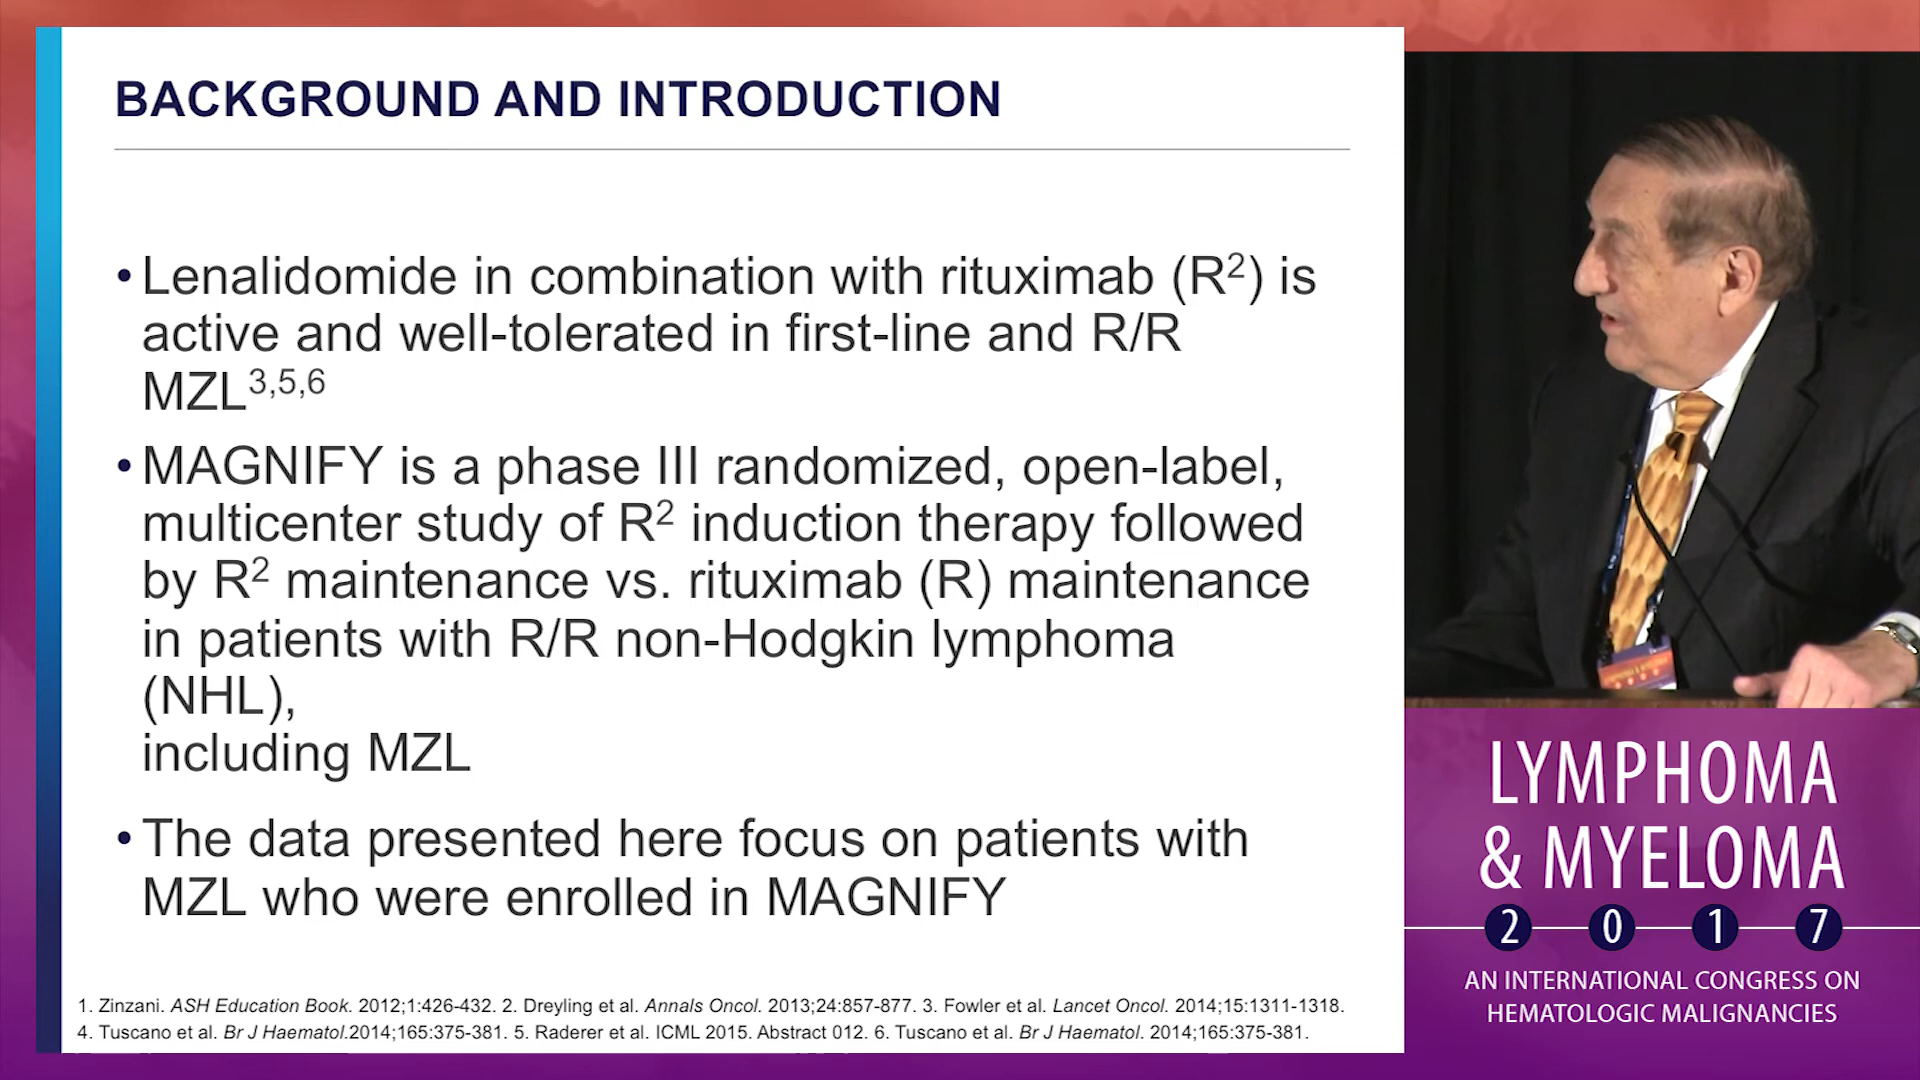 BACKGROUND AND INTRODUCTION
•Lenalidomide in combination with rituximab (R²) is
active and well-tolerated in first-line and R/R
MZL³,⁵,⁶
•MAGNIFY is a phase III randomized, open-label,
multicenter study of R² induction therapy followed
by R² maintenance vs. rituximab (R) maintenance
in patients with R/R non-Hodgkin lymphoma
(NHL),
including MZL
•The data presented here focus on patients with
MZL who were enrolled in MAGNIFY
1. Zinzani. ASH Education Book. 2012;1:426-432. 2. Dreyling et al. Annals Oncol. 2013;24:857-877. 3. Fowler et al. Lancet Oncol. 2014;15:1311-1318.
4. Tuscano et al. Br J Haematol.2014;165:375-381. 5. Raderer et al. ICML 2015. Abstract 012. 6. Tuscano et al. Br J Haematol. 2014;165:375-381.
LYMPHOMA
& MYELOMA
2017
AN INTERNATIONAL CONGRESS ON
HEMATOLOGIC MALIGNANCIES